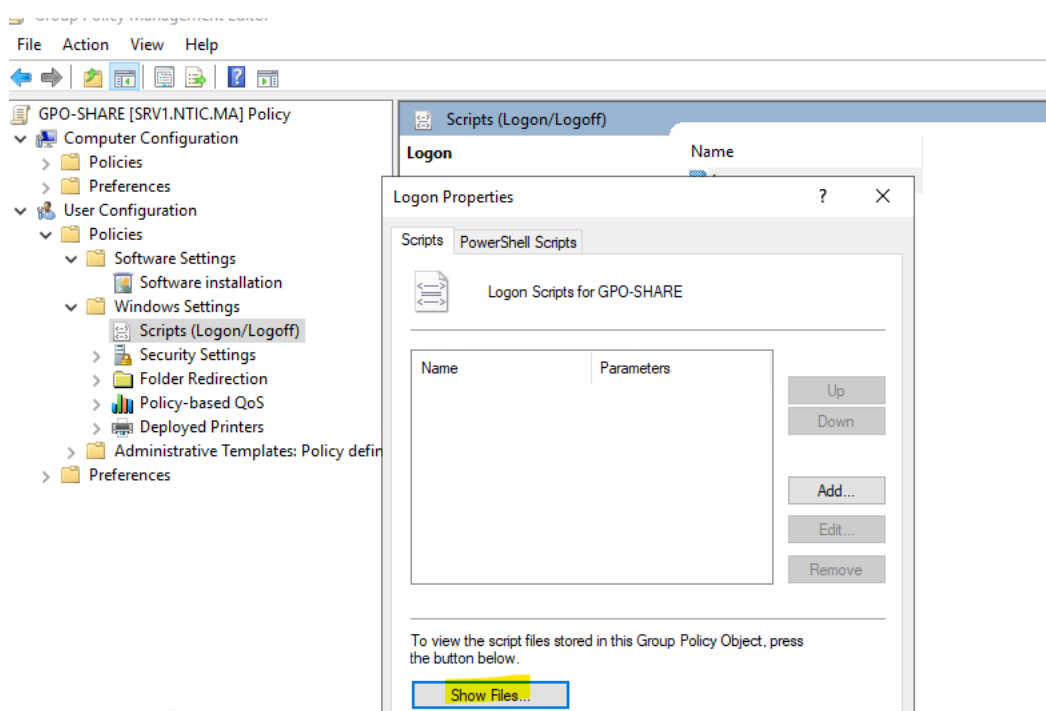 Group Policy Management Editor
File Action View Help
GPO-SHARE [SRV1.NTIC.MA] Policy
Computer Configuration
Policies
Preferences
User Configuration
Policies
Software Settings
Software installation
Windows Settings
Scripts (Logon/Logoff)
Security Settings
Folder Redirection
Policy-based QoS
Deployed Printers
Administrative Templates: Policy defin
Preferences
Scripts (Logon/Logoff)
Logon
Name
Logon Properties
Scripts PowerShell Scripts
Logon Scripts for GPO-SHARE
Name Parameters
Up
Down
Add...
Edit...
Remove
To view the script files stored in this Group Policy Object, press
the button below.
Show Files...